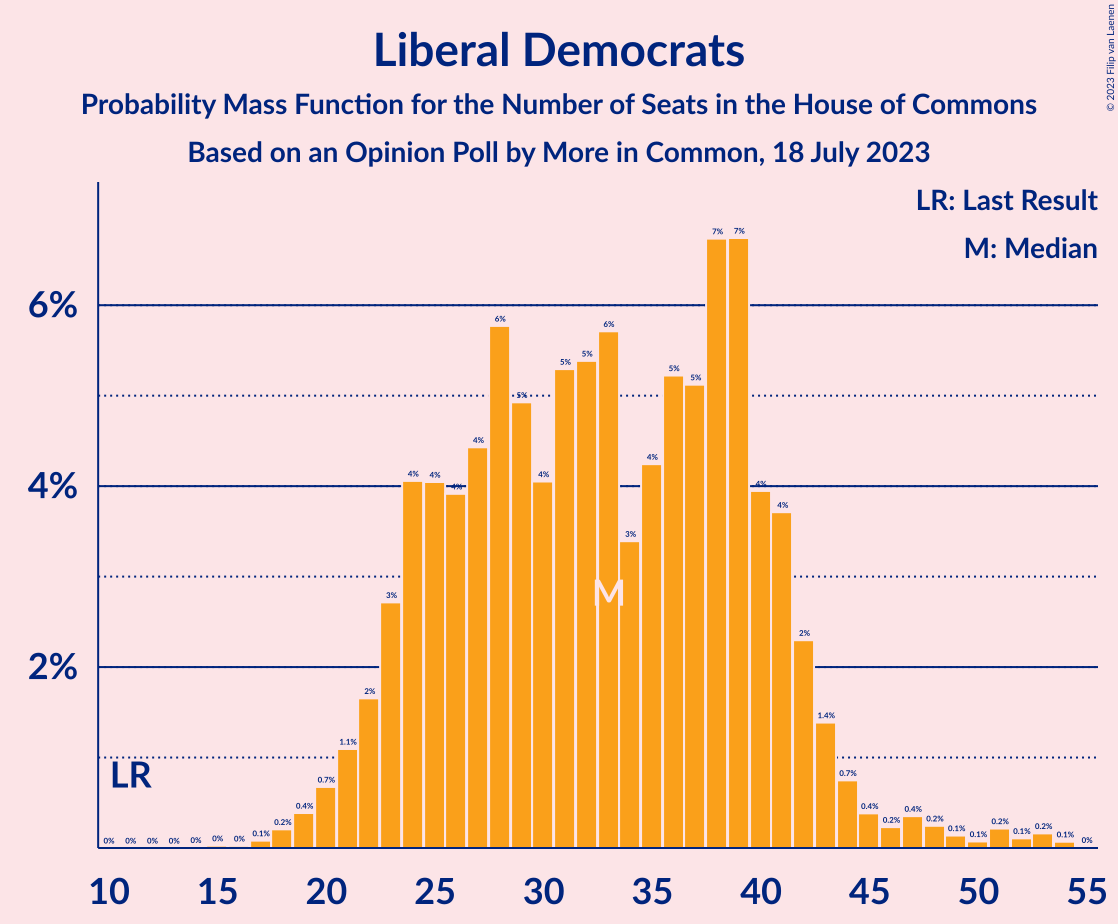 Liberal Democrats
Probability Mass Function for the Number of Seats in the House of Commons
Based on an Opinion Poll by More in Common, 18 July 2023
© 2023 Filip van Laenen
LR: Last Result
M: Median
6%
4%
2%
LR
M
0% 0% 0% 0% 0% 0% 0% 0.1% 0.2% 0.4% 0.7% 1.1% 2% 3% 4% 4% 4% 4% 6% 5% 4% 5% 5% 6% 3% 4% 5% 5% 7% 7% 4% 4% 2% 1.4% 0.7% 0.4% 0.2% 0.4% 0.2% 0.1% 0.1% 0.2% 0.1% 0.2% 0.1% 0%
10 15 20 25 30 35 40 45 50 55